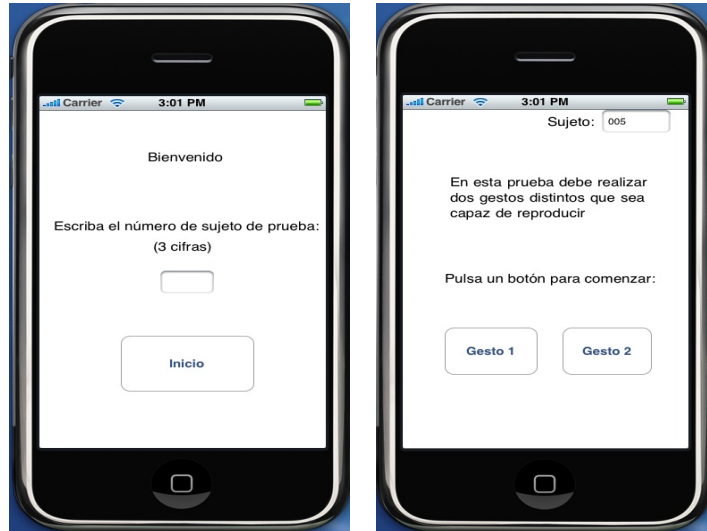 Carrier 3:01 PM
Bienvenido
Escriba el número de sujeto de prueba:
(3 cifras)
Inicio
Carrier 3:01 PM
Sujeto: 005
En esta prueba debe realizar
dos gestos distintos que sea
capaz de reproducir
Pulsa un botón para comenzar:
Gesto 1 Gesto 2